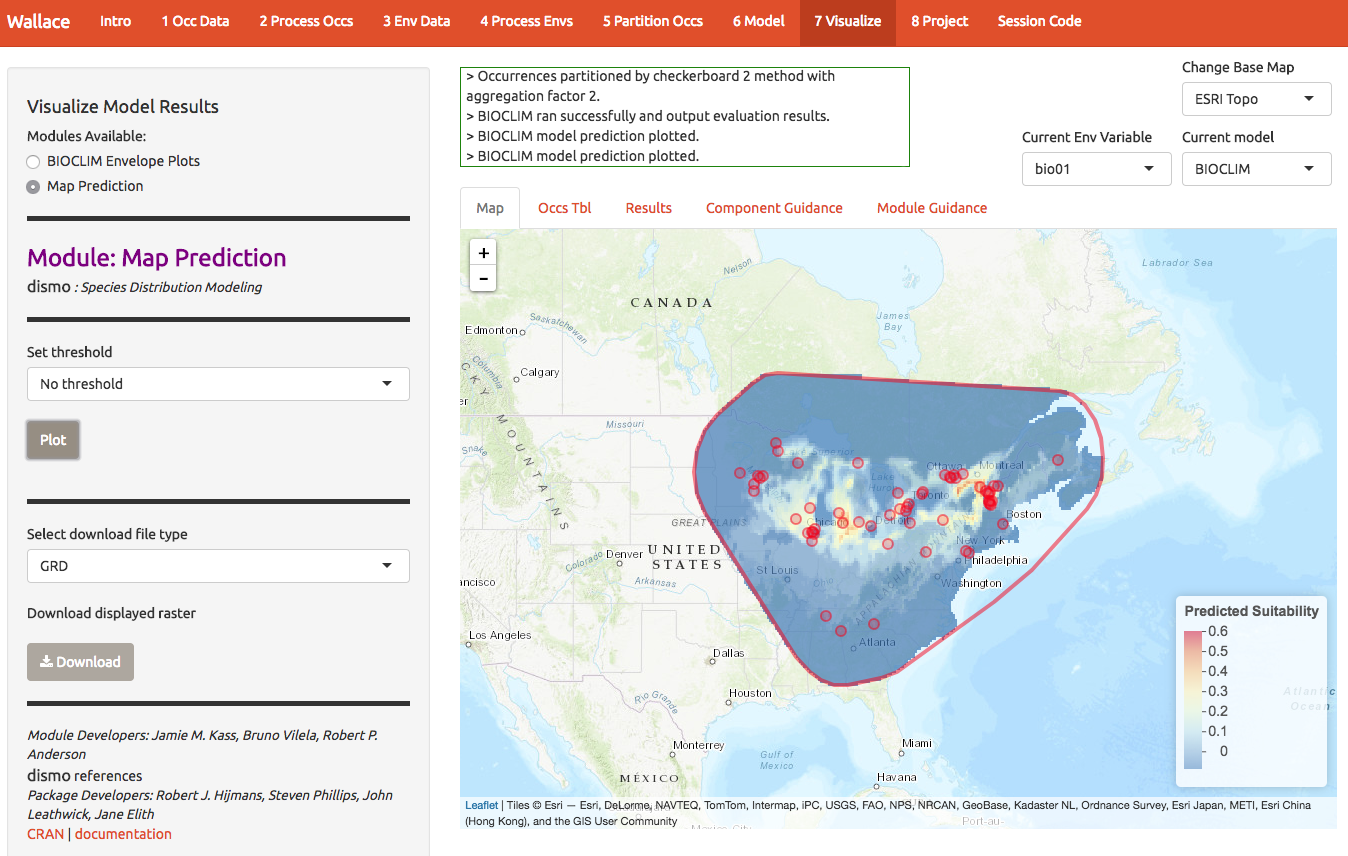 Wallace Intro 1 Occ Data 2 Process Occs 3 Env Data 4 Process Envs 5 Partition Occs 6 Model 7 Visualize 8 Project Session Code
Visualize Model Results
Modules Available:
BIOCLIM Envelope Plots
Map Prediction
Module: Map Prediction
dismo : Species Distribution Modeling
Set threshold
No threshold
Plot
Select download file type
GRD
Download displayed raster
Download
Module Developers: Jamie M. Kass, Bruno Vilela, Robert P.
Anderson
dismo references
Package Developers: Robert J. Hijmans, Steven Phillips, John
Leathwick, Jane Elith
CRAN | documentation
> Occurrences partitioned by checkerboard 2 method with
aggregation factor 2.
> BIOCLIM ran successfully and output evaluation results.
> BIOCLIM model prediction plotted.
> BIOCLIM model prediction plotted.
Change Base Map
ESRI Topo
Current Env Variable
bio01
Current model
BIOCLIM
Map Occs Tbl Results Component Guidance Module Guidance
+
-
Labrador Sea
Nelson
CANADA
James
Bay
Edmonton
Saskatchewan
Calgary
Columbia
Missouri
Snake
MOUNTAINS
Lake Superior
Ottawa
Montreal
Lake
Huron
Toronto
Boston
GREAT PLAINS
Chicago
Detroit
New York
Denver
UNITED
STATES
Philadelphia
St Louis
Ohio
Colorado
Arkansas
Washington
APPALACHIAN
ancisco
Los Angeles
Atlanta
Dallas
Houston
Rio Grande
Monterrey
Gulf of
Mexico
Miami
MÉXICO
Havana
Atlantic
Ocean
Mexico City
Port-au-
Predicted Suitability
0.6
0.5
0.4
0.3
0.2
0.1
0
Leaflet | Tiles © Esri — Esri, DeLorme, NAVTEQ, TomTom, Intermap, iPC, USGS, FAO, NPS, NRCAN, GeoBase, Kadaster NL, Ordnance Survey, Esri Japan, METI, Esri China
(Hong Kong), and the GIS User Community